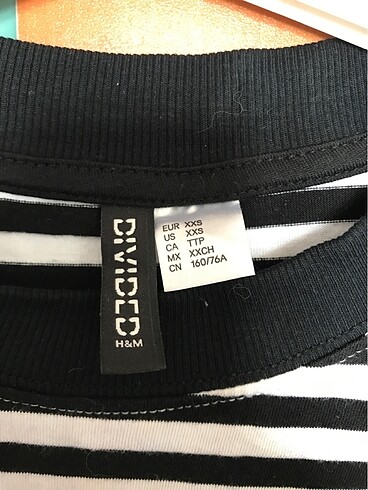 DIVIDED
H&M
EUR XXS
US XXS
CA TTP
MX XXCH
CN 160/76A